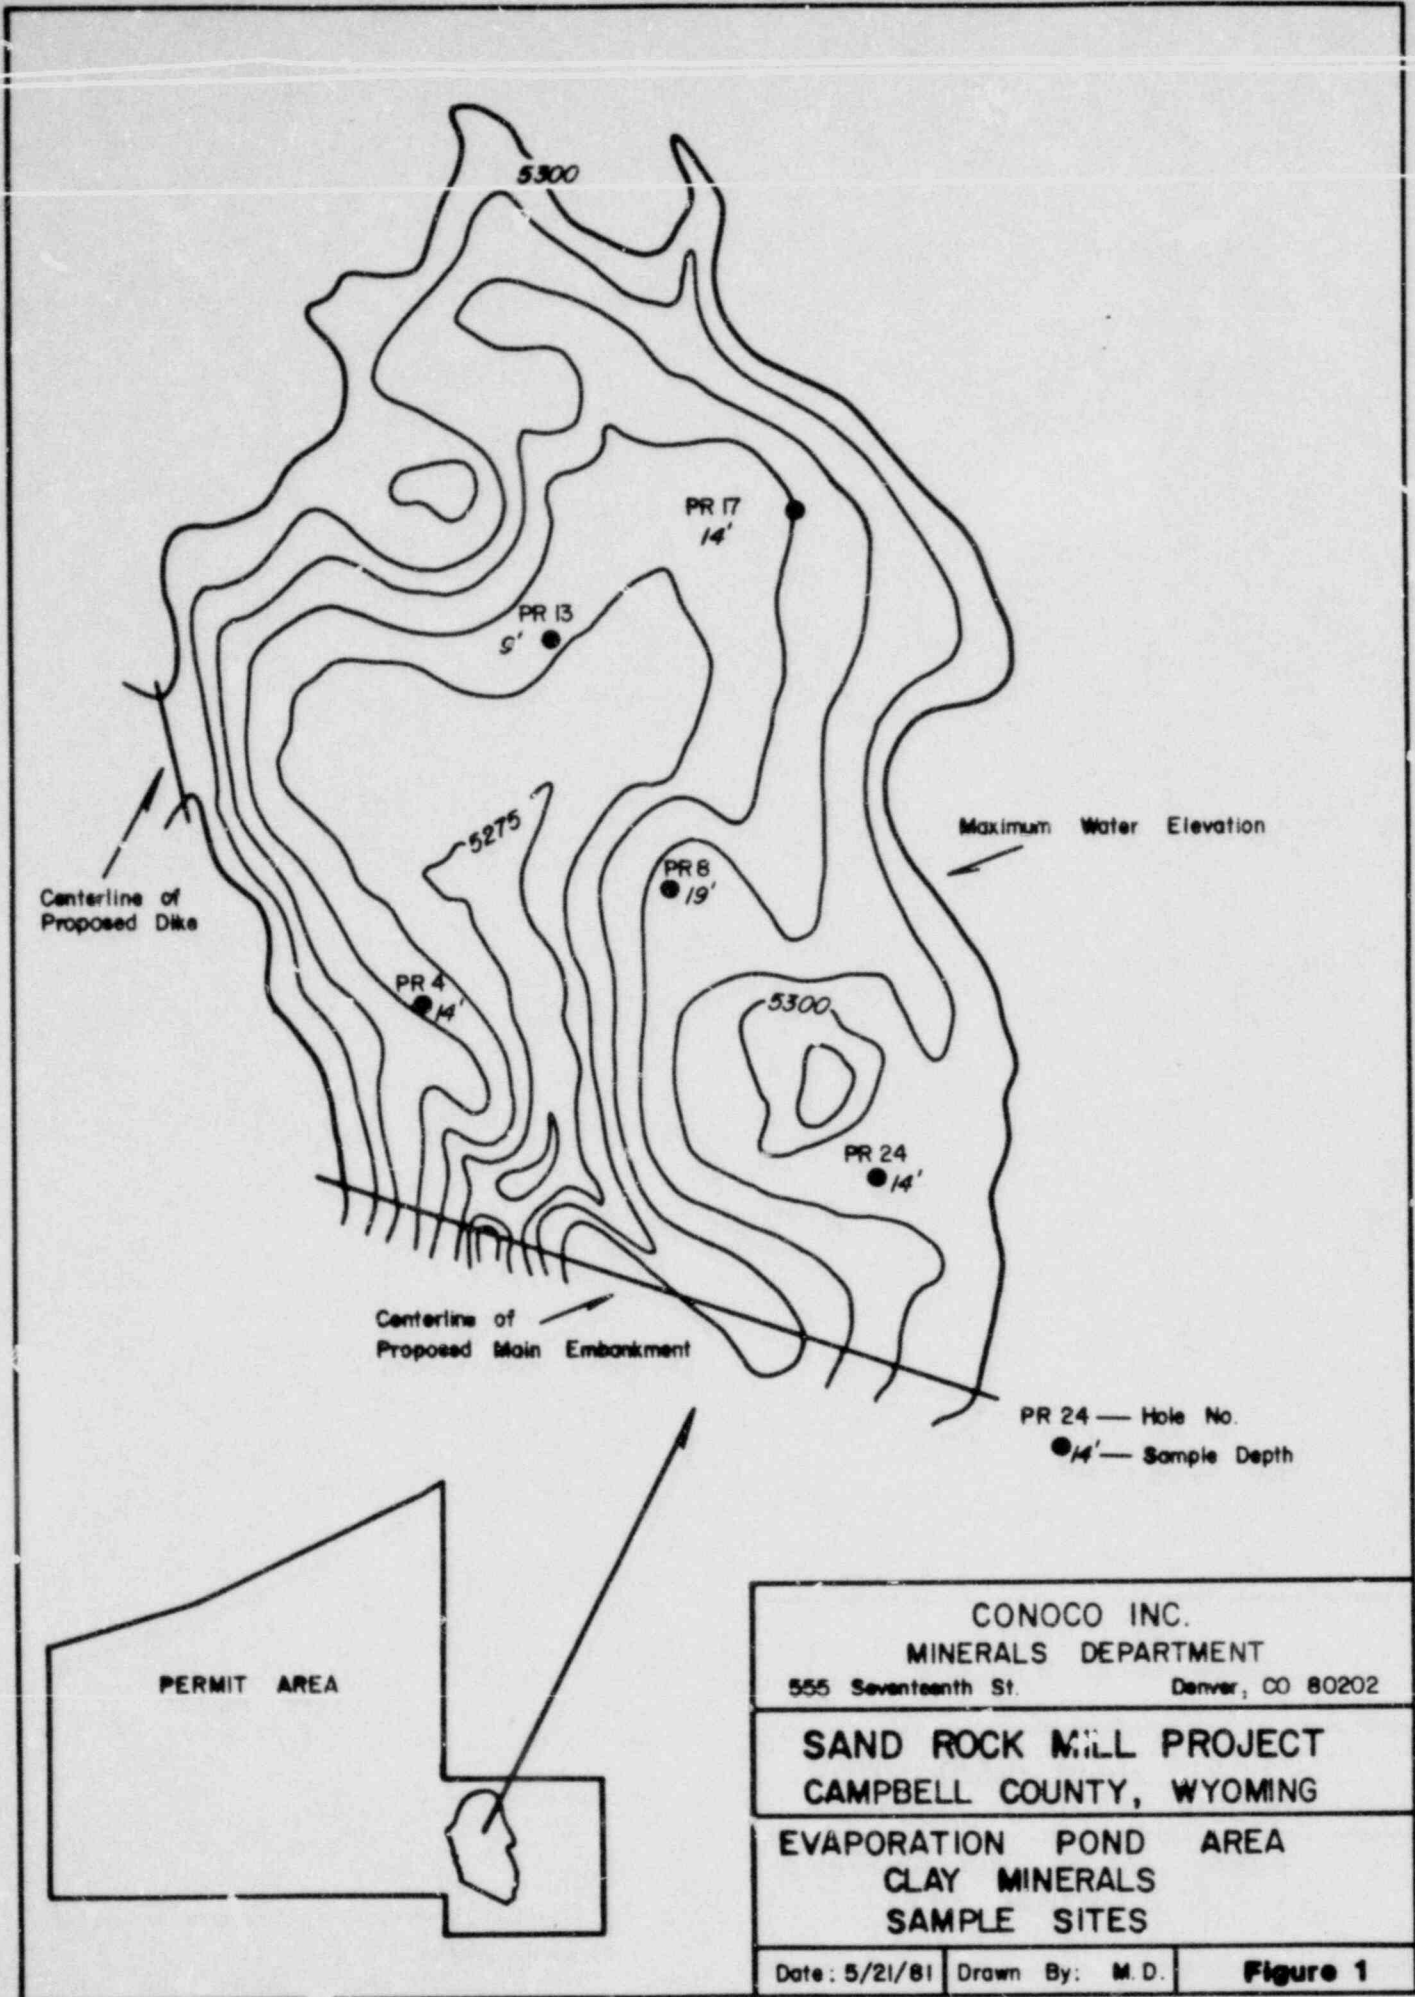 5300
PR 17
14'
PR 13
9'
5275
Maximum Water Elevation
PR 8
19'
Centerline of
Proposed Dike
PR 4
14'
5300
PR 24
14'
Centerline of
Proposed Main Embankment
PR 24 — Hole No.
14' — Sample Depth
PERMIT AREA
CONOCO INC.
MINERALS DEPARTMENT
555 Seventeenth St. Denver, CO 80202
SAND ROCK MILL PROJECT
CAMPBELL COUNTY, WYOMING
EVAPORATION POND AREA
CLAY MINERALS
SAMPLE SITES
Date: 5/21/81 Drawn By: M.D. Figure 1